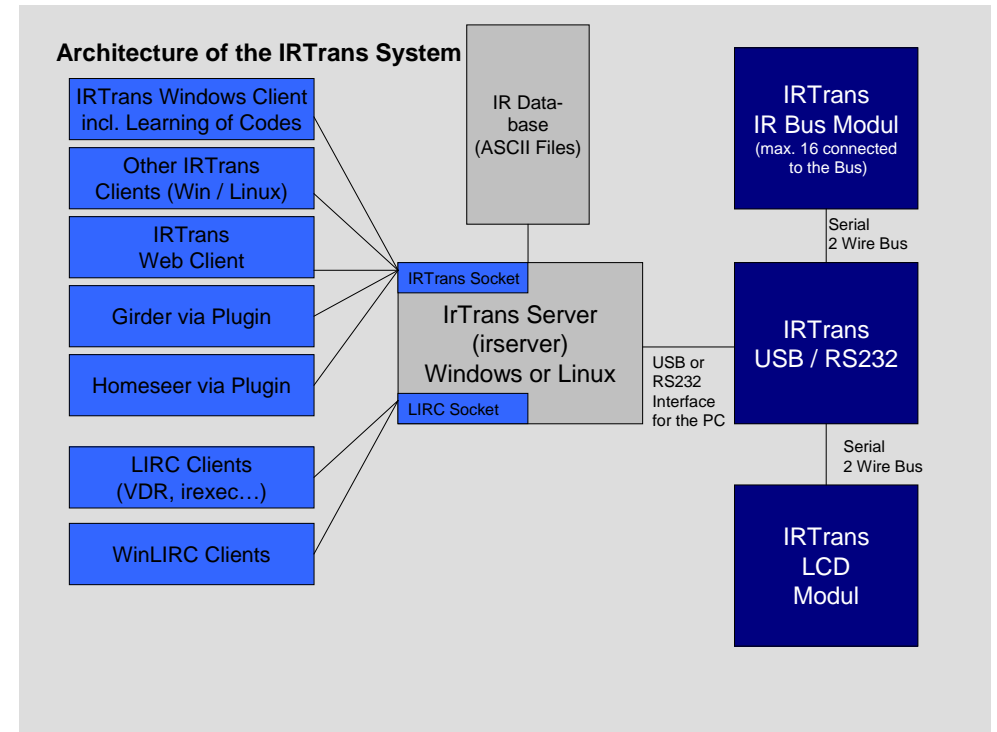 Architecture of the IRTrans System
IRTrans Windows Client
incl. Learning of Codes
Other IRTrans
Clients (Win / Linux)
IRTrans
Web Client
Girder via Plugin
Homeseer via Plugin
LIRC Clients
(VDR, irexec…)
WinLIRC Clients
IR Data-
base
(ASCII Files)
IRTrans Socket
IrTrans Server
(irserver)
Windows or Linux
LIRC Socket
USB or
RS232
Interface
for the PC
IRTrans
IR Bus Modul
(max. 16 connected
to the Bus)
Serial
2 Wire Bus
IRTrans
USB / RS232
Serial
2 Wire Bus
IRTrans
LCD
Modul